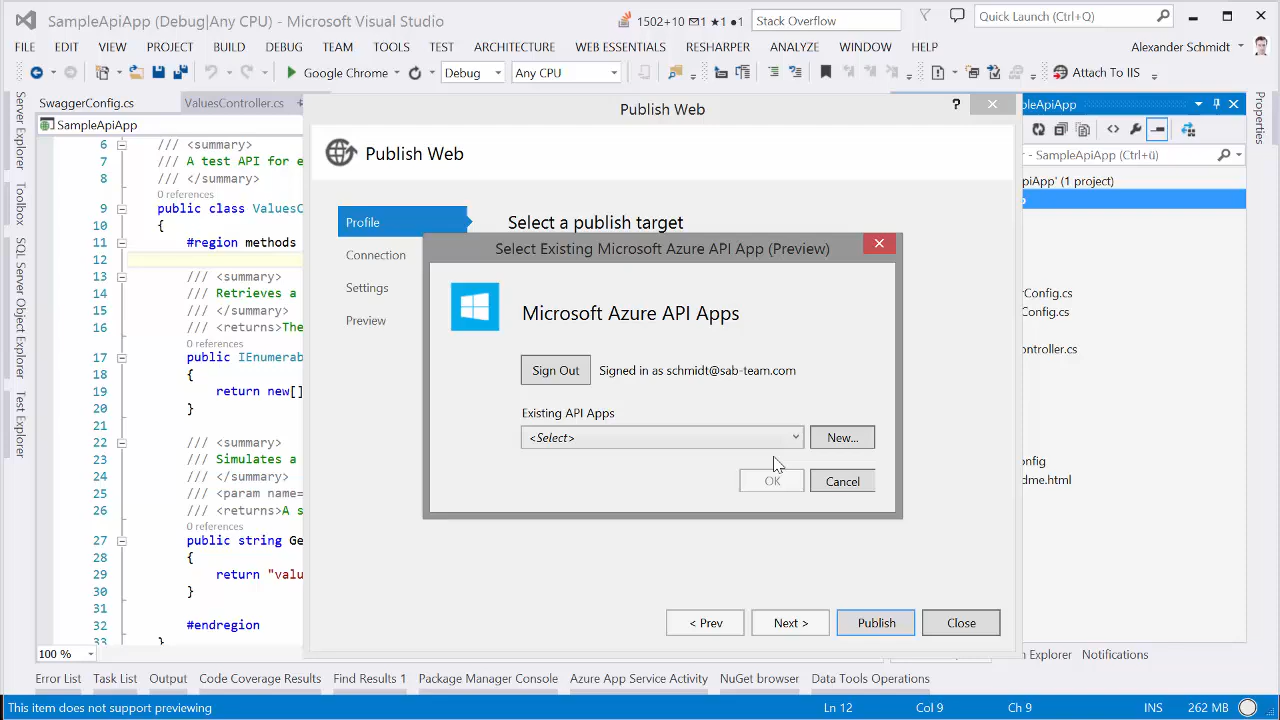 SampleApiApp (Debug|Any CPU) - Microsoft Visual Studio
1502+10 1 ★1 ●1
Stack Overflow
Quick Launch (Ctrl+Q)
FILE EDIT VIEW PROJECT BUILD DEBUG TEAM TOOLS TEST ARCHITECTURE WEB ESSENTIALS RESHARPER ANALYZE WINDOW HELP
Alexander Schmidt
Google Chrome Debug Any CPU Attach To IIS
SwaggerConfig.cs ValuesController.cs
SampleApiApp
Server Explorer
Toolbox
SQL Server Object Explorer
Test Explorer
6 /// <summary>
7 /// A test API for e
8 /// </summary>
0 references
9 public class ValuesC
10 {
11 #region methods
12
13 /// <summary>
14 /// Retrieves a
15 /// </summary>
16 /// <returns>The
0 references
17 public IEnumerab
18 {
19 return new[]
20 }
21
22 /// <summary>
23 /// Simulates a
24 /// </summary>
25 /// <param name=
26 /// <returns>A s
0 references
27 public string Ge
28 {
29 return "valu
30 }
31
32 #endregion
33 }
100 %
Publish Web
?
Publish Web
Profile
Connection
Settings
Preview
Select a publish target
Select Existing Microsoft Azure API App (Preview)
Microsoft Azure API Apps
Sign Out Signed in as schmidt@sab-team.com
Existing API Apps
<Select> New...
OK Cancel
< Prev Next > Publish Close
mpleApiApp
- SampleApiApp (Ctrl+ü)
piApp' (1 project)
p
rConfig.cs
Config.cs
ontroller.cs
nfig
dme.html
Properties
m Explorer Notifications
Error List Task List Output Code Coverage Results Find Results 1 Package Manager Console Azure App Service Activity NuGet browser Data Tools Operations
This item does not support previewing Ln 12 Col 9 Ch 9 INS 262 MB